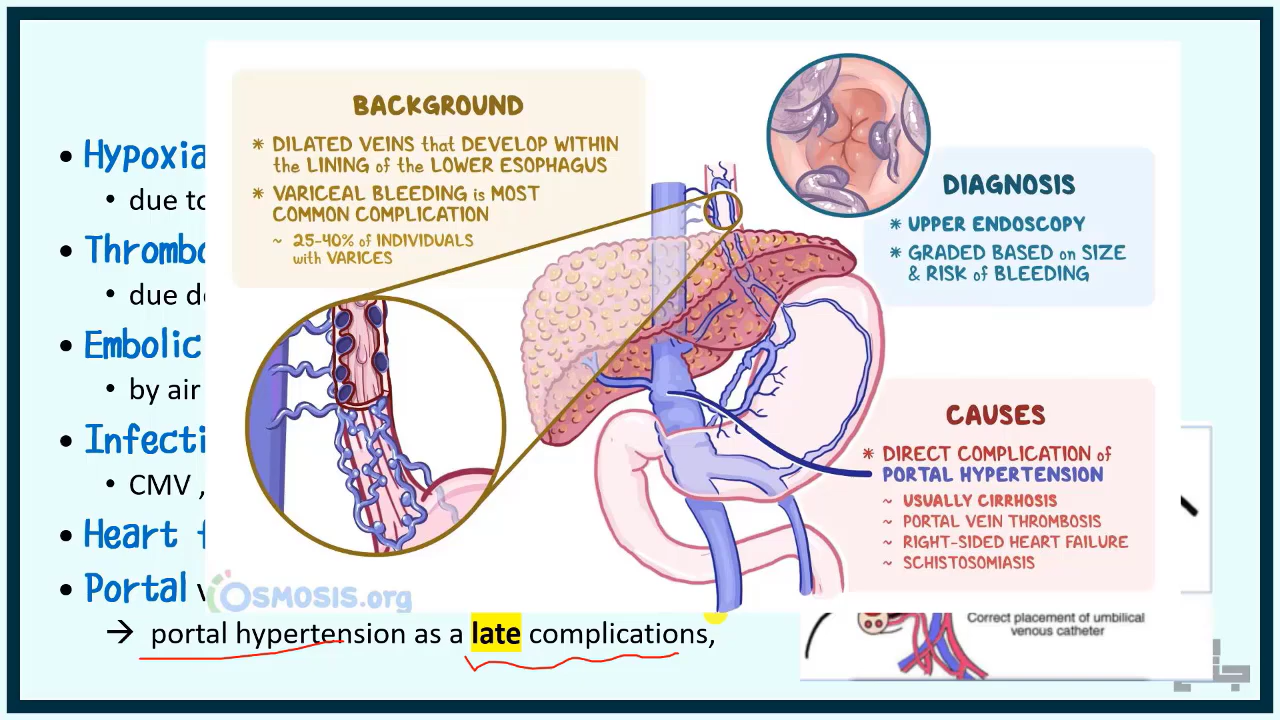 BACKGROUND
* DILATED VEINS that DEVELOP WITHIN
the LINING of the LOWER ESOPHAGUS
* VARICEAL BLEEDING is MOST
COMMON COMPLICATION
~ 25-40% of INDIVIDUALS
with VARICES
DIAGNOSIS
* UPPER ENDOSCOPY
* GRADED BASED on SIZE
& RISK of BLEEDING
CAUSES
* DIRECT COMPLICATION of
PORTAL HYPERTENSION
~ USUALLY CIRRHOSIS
~ PORTAL VEIN THROMBOSIS
~ RIGHT-SIDED HEART FAILURE
~ SCHISTOSOMIASIS
OSMOSIS.org
• Hypoxia
• due to
• Thrombo
• due de
• Embolic
• by air
• Infecti
• CMV ,
• Heart f
• Portal v
→ portal hypertension as a late complications,
Correct placement of umbilical
venous catheter